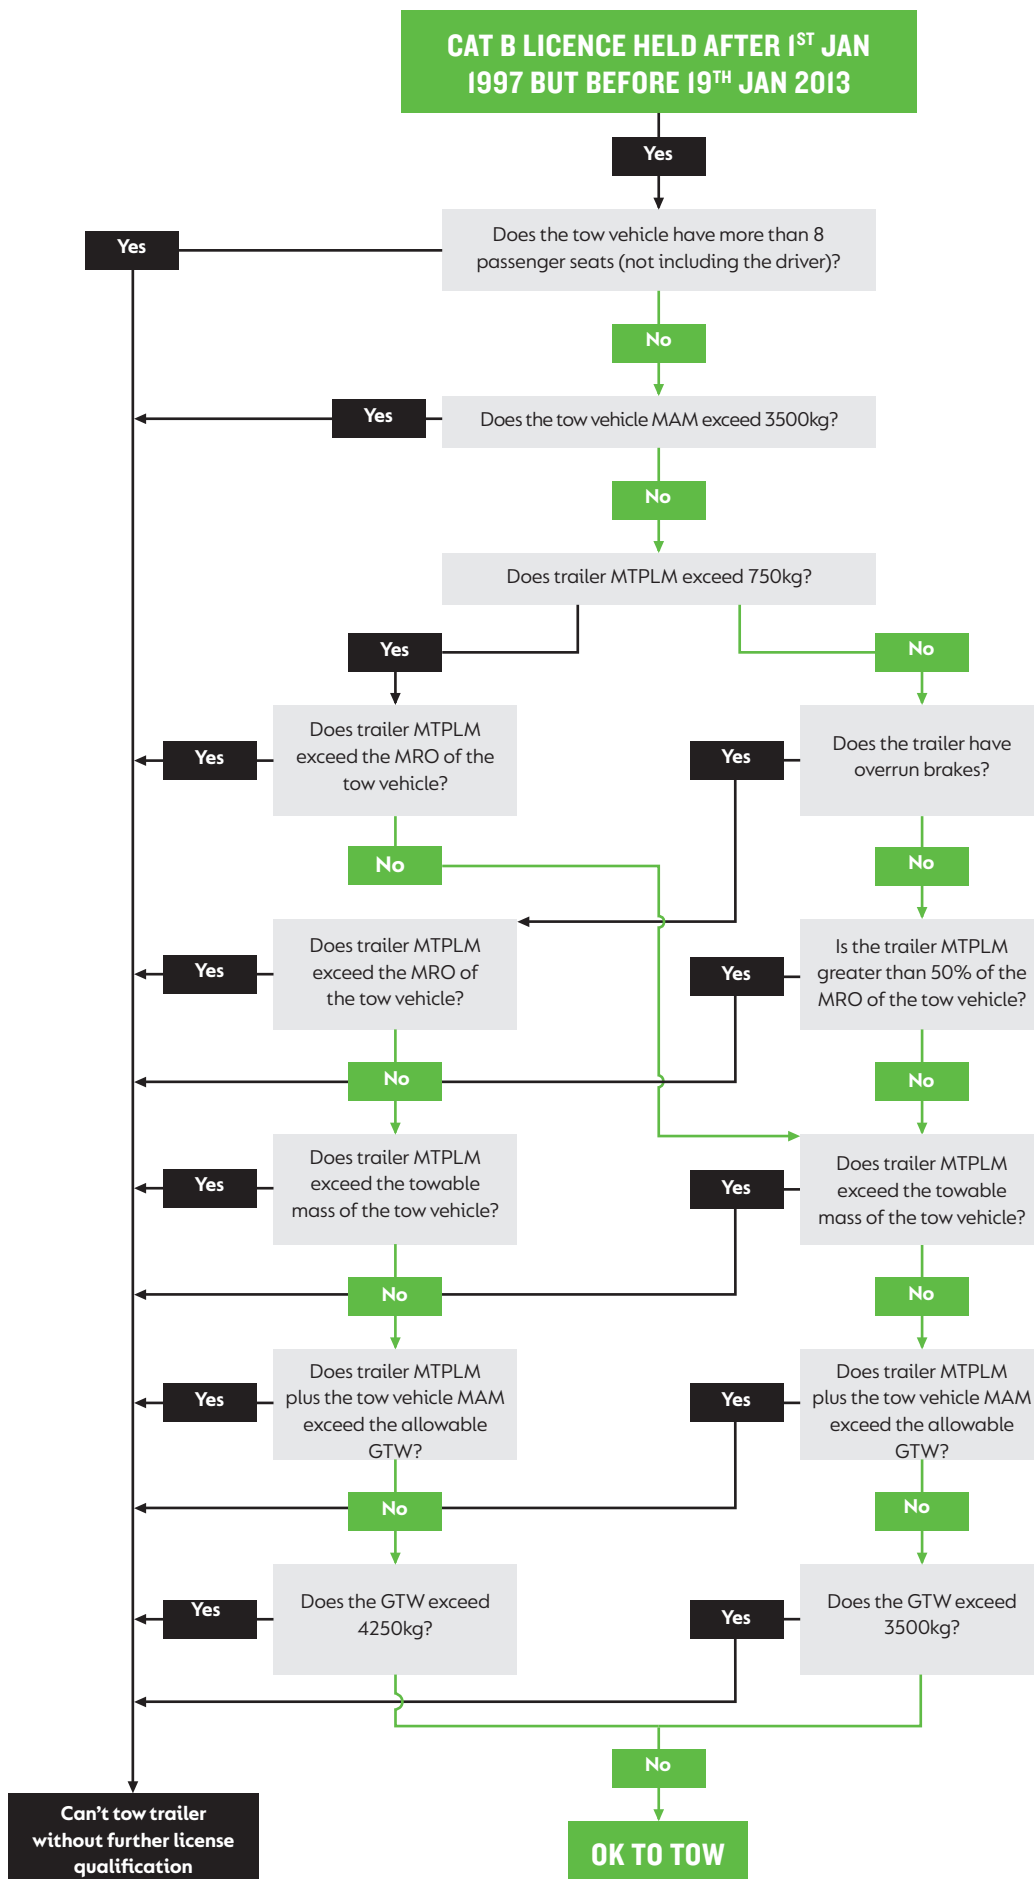 CAT B LICENCE HELD AFTER 1ST JAN
1997 BUT BEFORE 19TH JAN 2013
Yes
Does the tow vehicle have more than 8
passenger seats (not including the driver)?
Yes
No
Does the tow vehicle MAM exceed 3500kg?
Yes
No
Does trailer MTPLM exceed 750kg?
Yes
No
Does trailer MTPLM
exceed the MRO of the
tow vehicle?
Yes
No
Does the trailer have
overrun brakes?
Yes
No
Does trailer MTPLM
exceed the MRO of
the tow vehicle?
Yes
No
Is the trailer MTPLM
greater than 50% of the
MRO of the tow vehicle?
Yes
No
Does trailer MTPLM
exceed the towable
mass of the tow vehicle?
Yes
No
Does trailer MTPLM
exceed the towable
mass of the tow vehicle?
Yes
No
Does trailer MTPLM
plus the tow vehicle MAM
exceed the allowable
GTW?
Yes
No
Does trailer MTPLM
plus the tow vehicle MAM
exceed the allowable
GTW?
Yes
No
Does the GTW exceed
4250kg?
Yes
Does the GTW exceed
3500kg?
Yes
No
Can't tow trailer
without further license
qualification
OK TO TOW